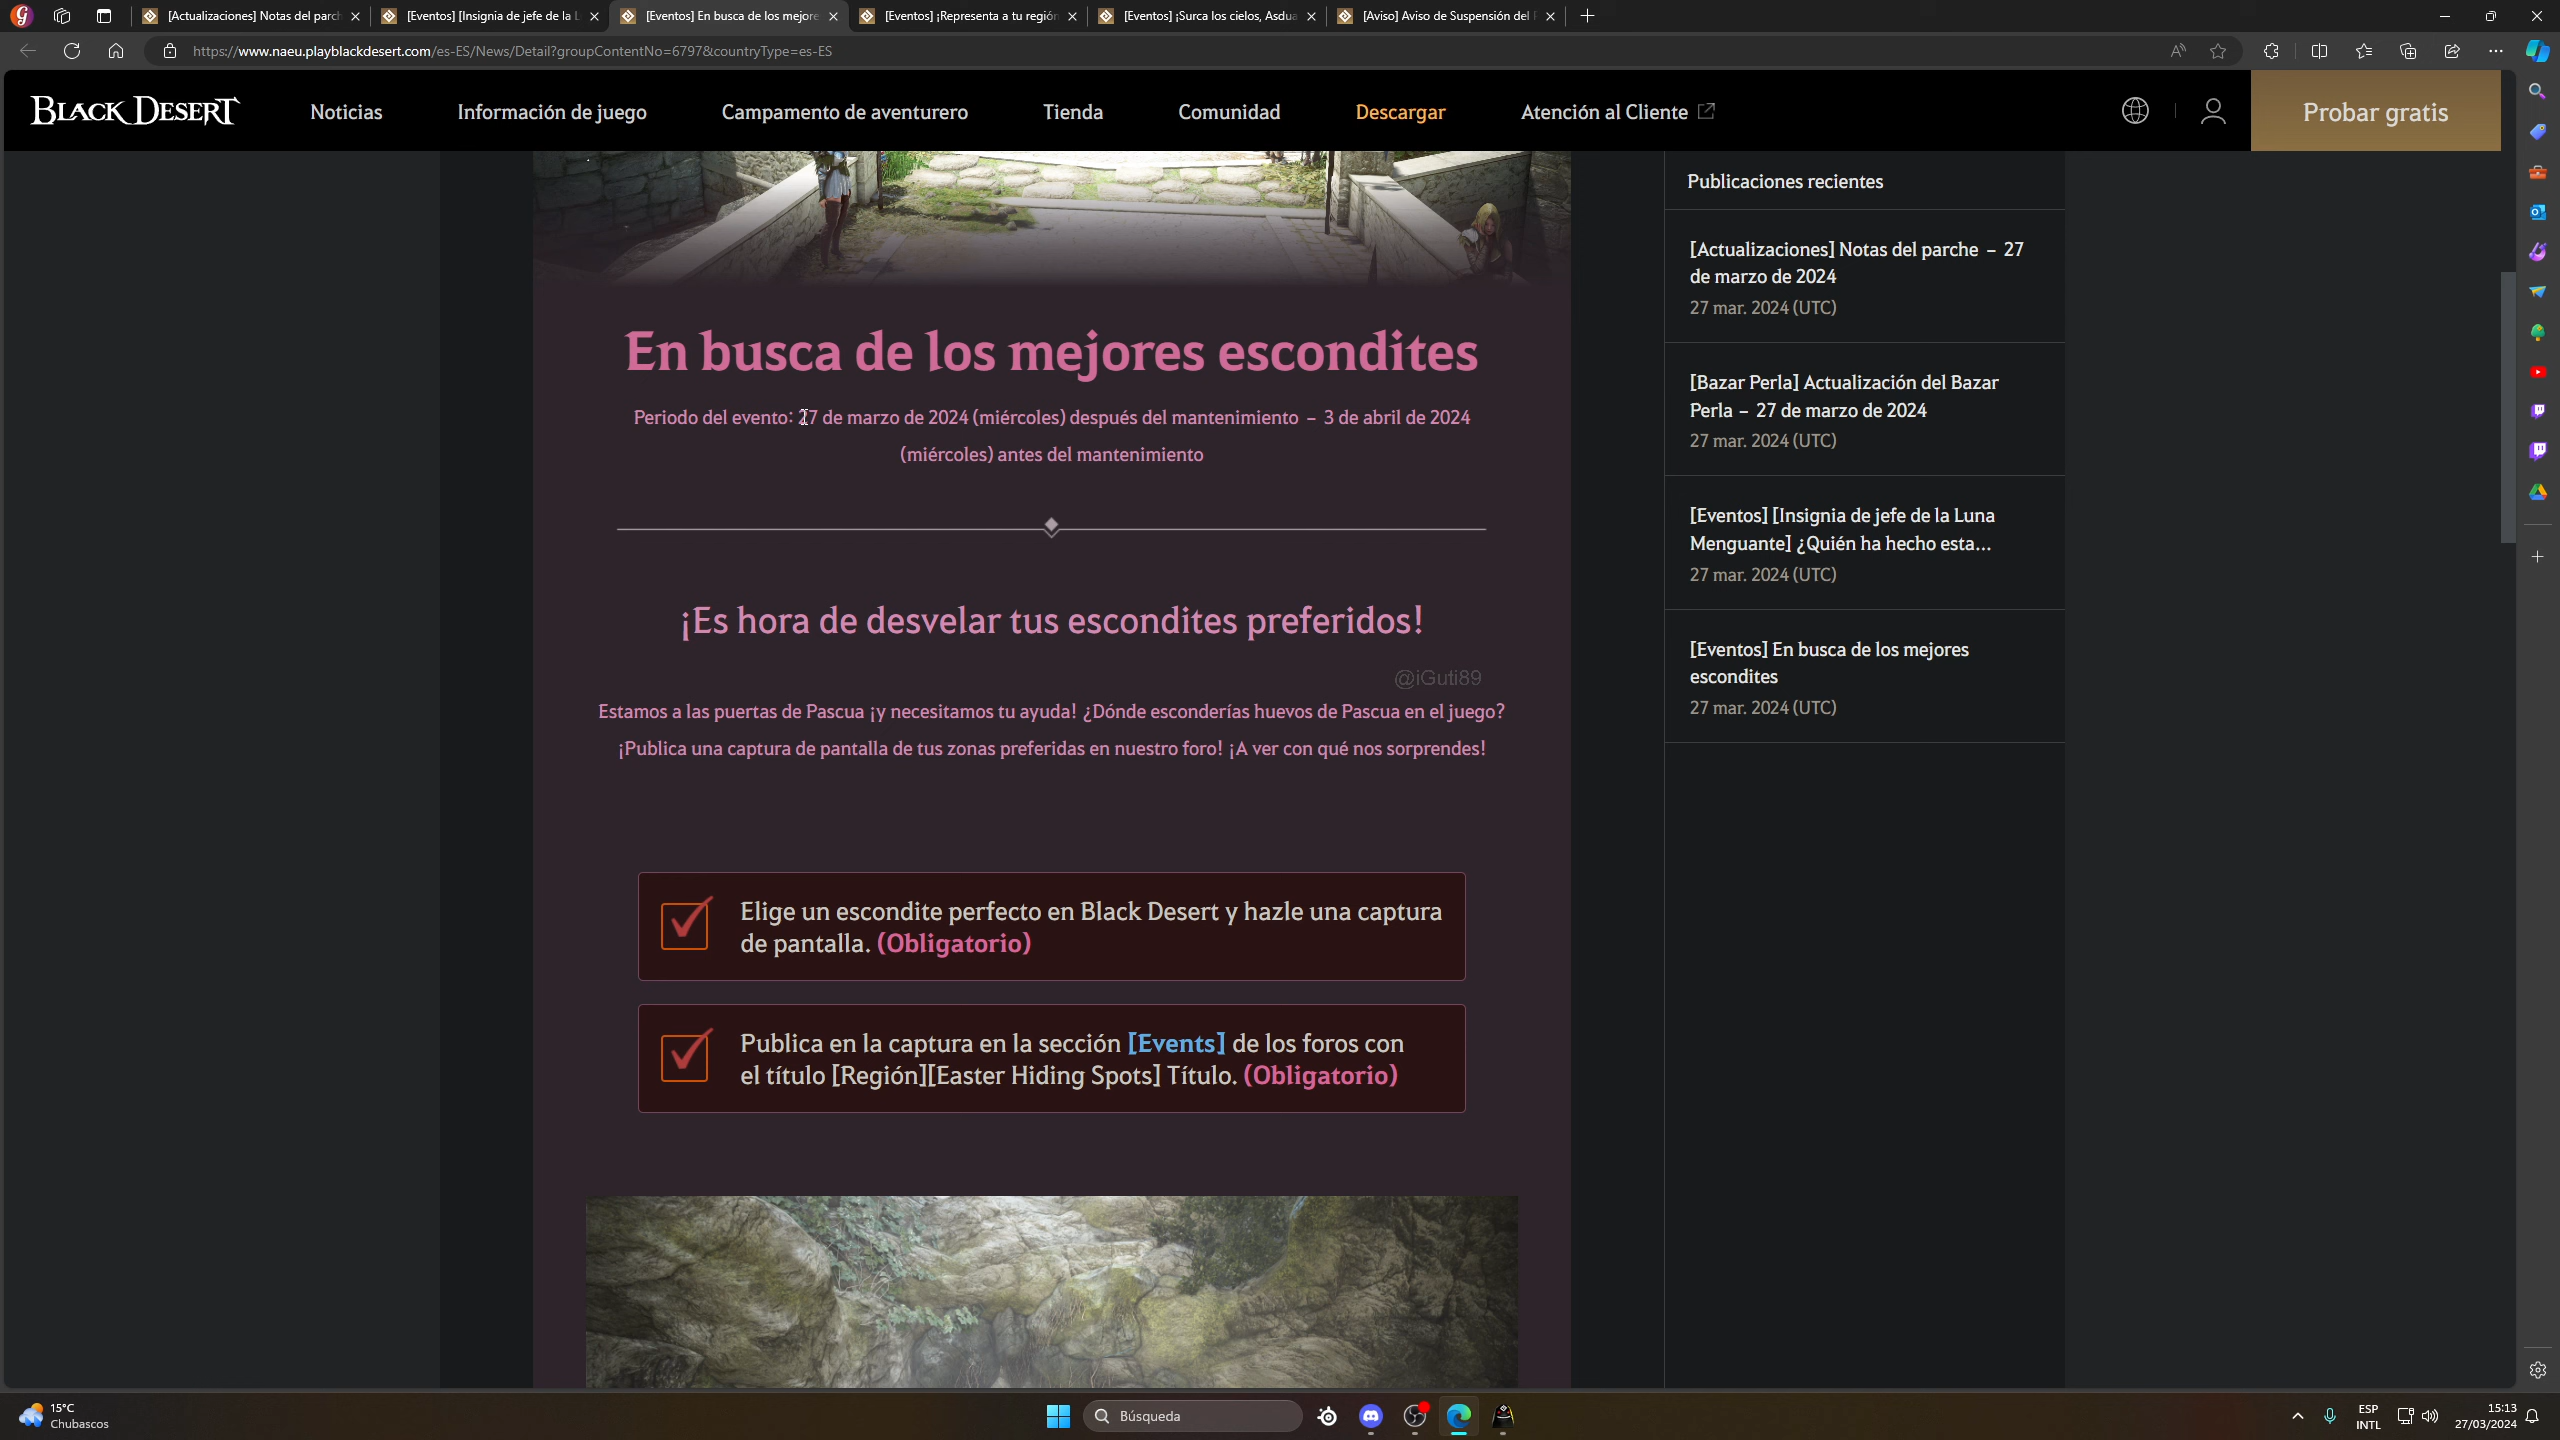 [Actualizaciones] Notas del parch
[Eventos] [Insignia de jefe de la L
[Eventos] En busca de los mejore
[Eventos] ¡Representa a tu región
[Eventos] ¡Surca los cielos, Asdua
[Aviso] Aviso de Suspensión del
https://www.naeu.playblackdesert.com/es-ES/News/Detail?groupContentNo=6797&countryType=es-ES
BLACK DESERT
Noticias
Información de juego
Campamento de aventurero
Tienda
Comunidad
Descargar
Atención al Cliente
Probar gratis
En busca de los mejores escondites
Periodo del evento: 27 de marzo de 2024 (miércoles) después del mantenimiento – 3 de abril de 2024
(miércoles) antes del mantenimiento
¡Es hora de desvelar tus escondites preferidos!
@iGuti89
Estamos a las puertas de Pascua ¡y necesitamos tu ayuda! ¿Dónde esconderías huevos de Pascua en el juego?
¡Publica una captura de pantalla de tus zonas preferidas en nuestro foro! ¡A ver con qué nos sorprendes!
Elige un escondite perfecto en Black Desert y hazle una captura
de pantalla. (Obligatorio)
Publica en la captura en la sección [Events] de los foros con
el título [Región][Easter Hiding Spots] Título. (Obligatorio)
Publicaciones recientes
[Actualizaciones] Notas del parche – 27
de marzo de 2024
27 mar. 2024 (UTC)
[Bazar Perla] Actualización del Bazar
Perla – 27 de marzo de 2024
27 mar. 2024 (UTC)
[Eventos] [Insignia de jefe de la Luna
Menguante] ¿Quién ha hecho esta...
27 mar. 2024 (UTC)
[Eventos] En busca de los mejores
escondites
27 mar. 2024 (UTC)
15°C
Chubascos
Búsqueda
ESP
INTL
15:13
27/03/2024